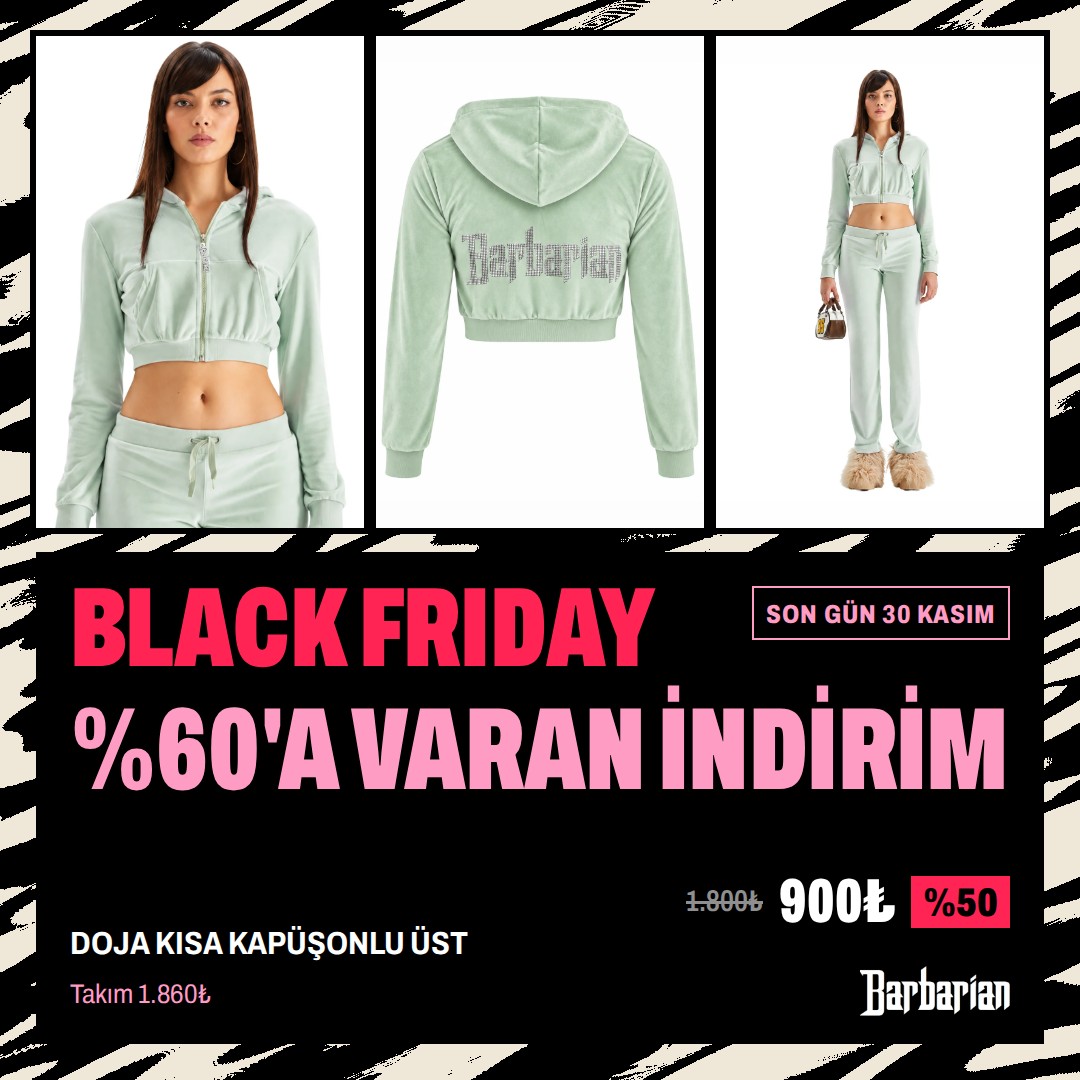 Barbarian
BLACK FRIDAY
SON GÜN 30 KASIM
%60'A VARAN İNDİRİM
1.800₺ 900₺ %50
DOJA KISA KAPÜŞONLU ÜST
Takım 1.860₺
Barbarian